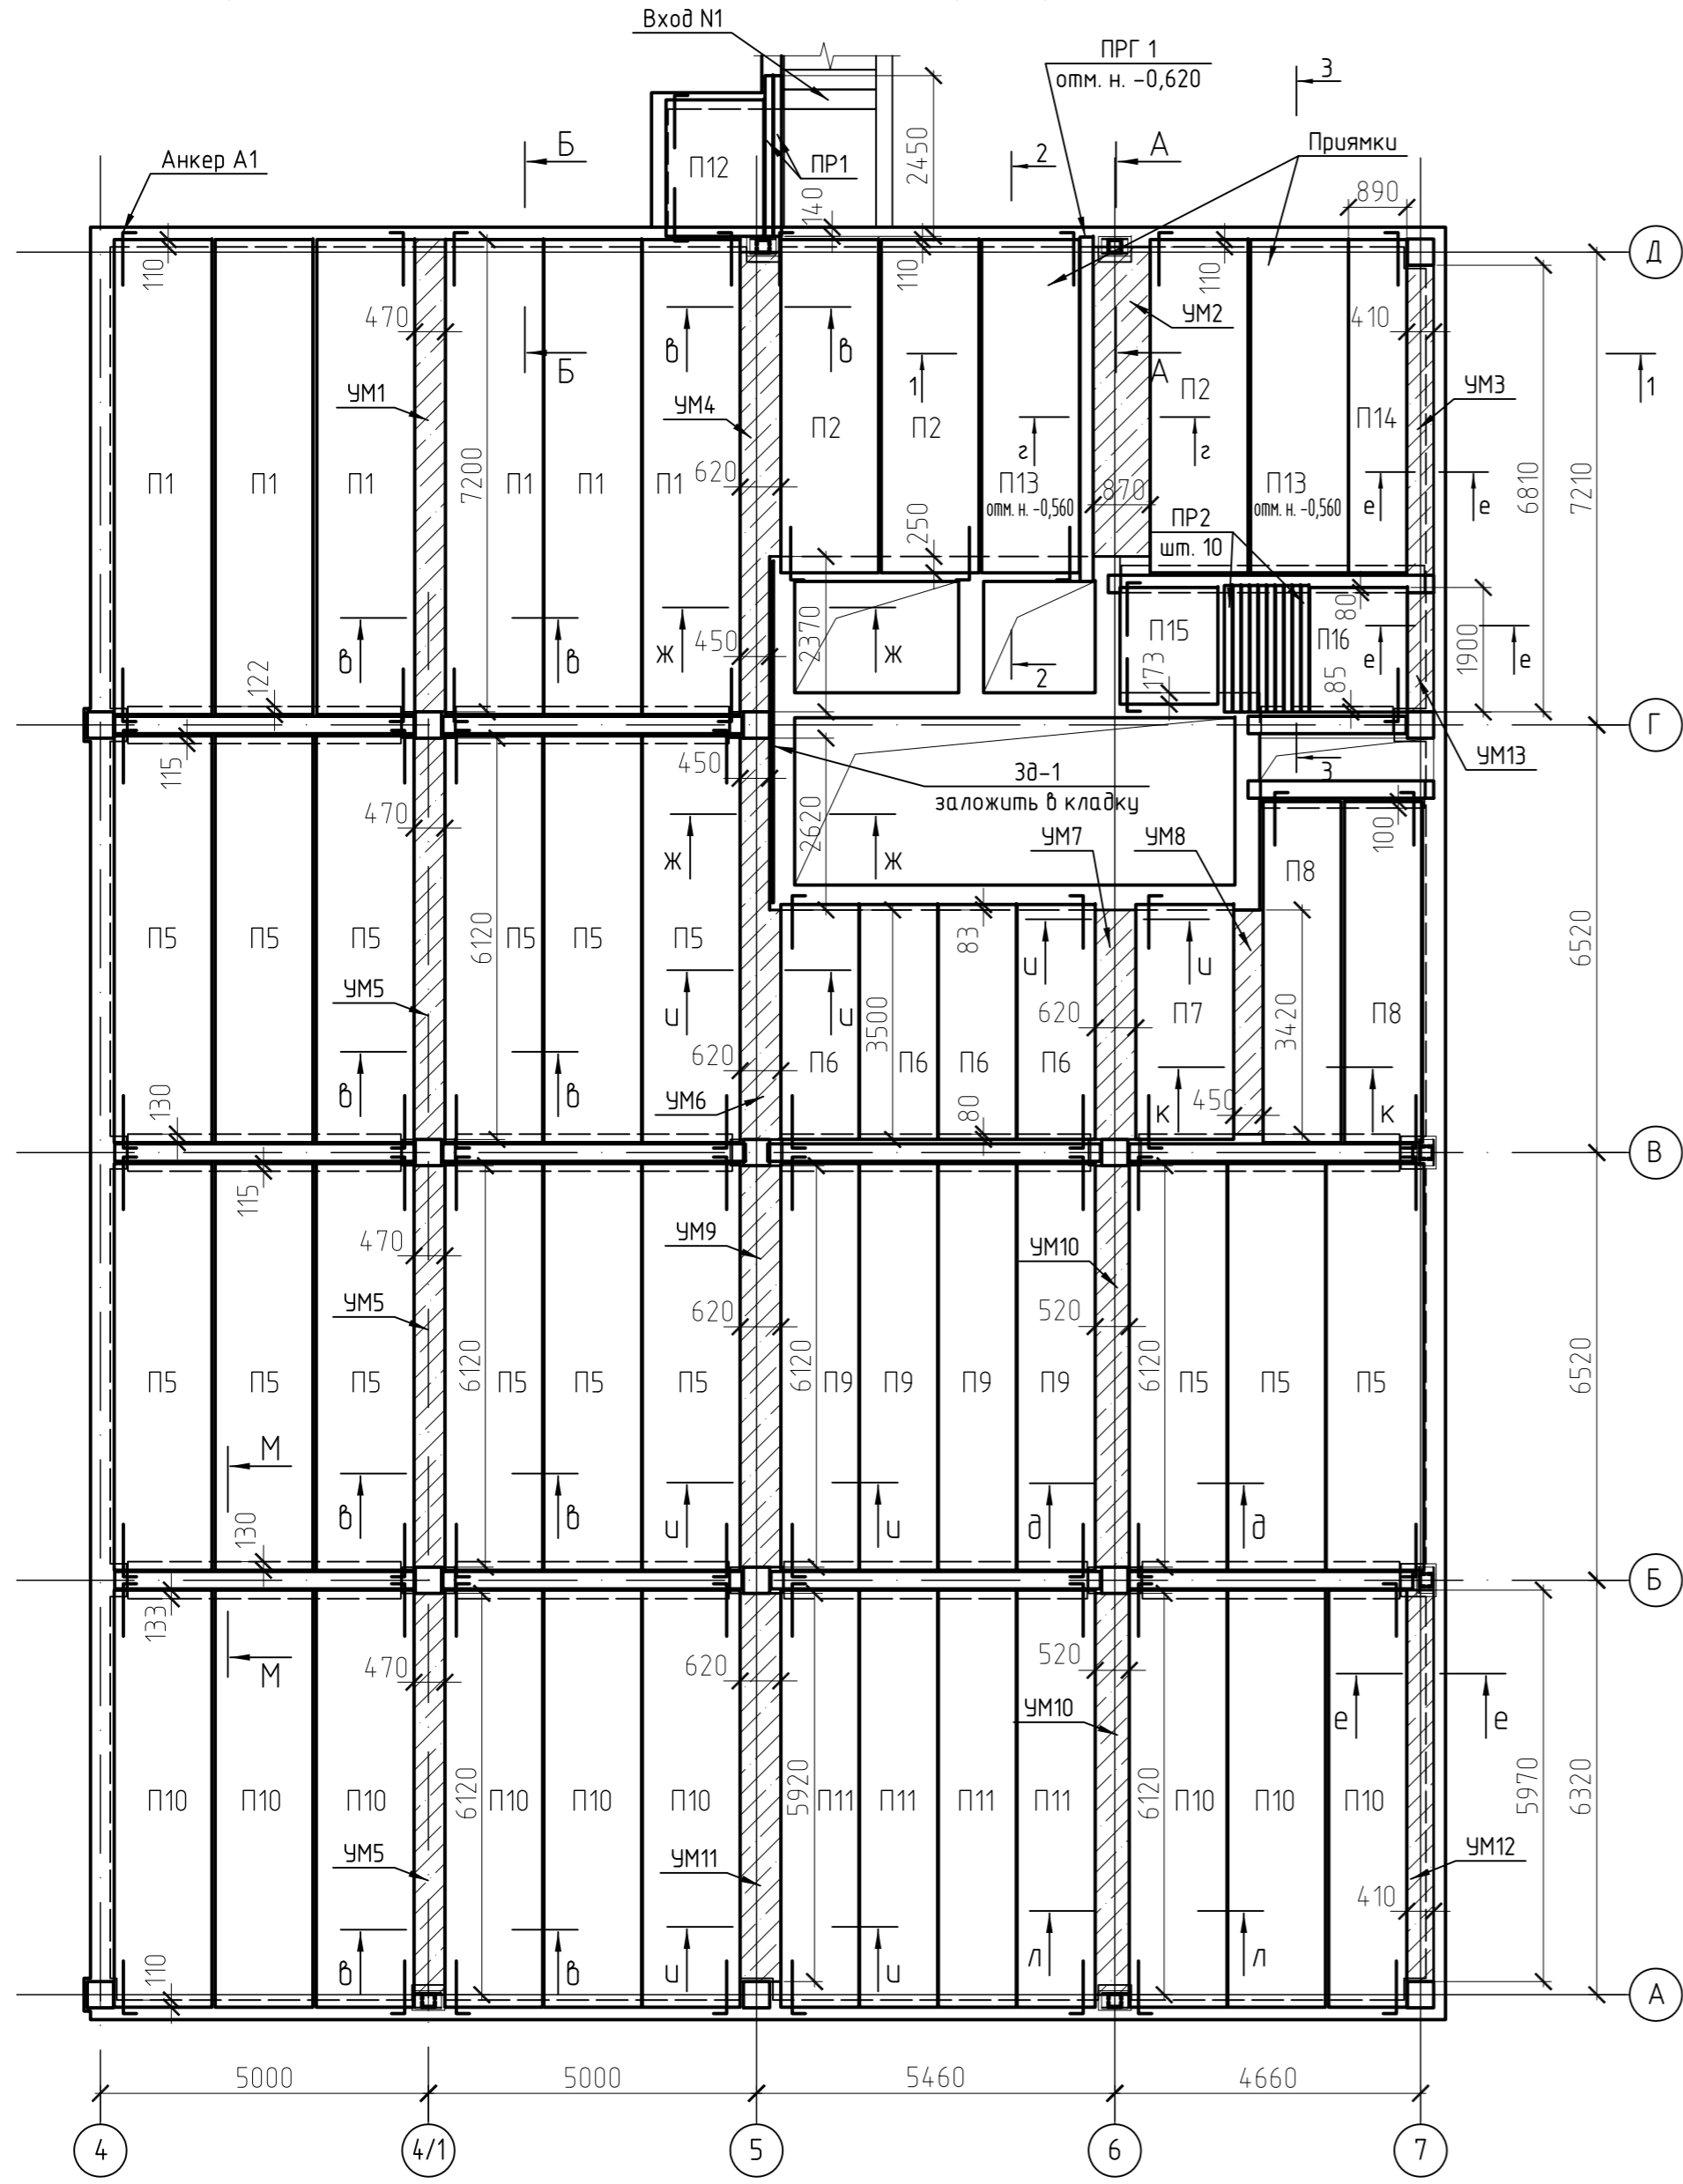 Вход N1
ПРГ 1
отм. н. -0,620
3
Приямки
Анкер А1
Б
2
А
П12
ПР1
2450
140
890
Д
110
110
110
470
в
в
УМ2
410
Б
1
А
1
УМ1
УМ4
П2
УМ3
П2
П2
П14
г
г
6810
7210
П1
П1
П1
7200
П1
П1
П1
620
П13
отм. н. -0,560
870
П13
отм. н. -0,560
е
е
250
ПР2
шт. 10
80
2370
П15
П16
1900
450
в
в
ж
ж
2
173
е
е
85
122
Г
115
450
Зд-1
заложить в кладку
3
УМ13
470
2620
ж
ж
УМ7
УМ8
100
П8
П5
П5
П5
6120
П5
П5
П5
83
и
и
6520
УМ5
и
и
3500
620
П7
3420
П8
620
П6
П6
П6
П6
в
в
УМ6
80
к
450
к
130
В
115
470
УМ9
УМ10
УМ5
620
520
П5
П5
П5
6120
П5
П5
П5
6120
П9
П9
П9
П9
6120
П5
П5
П5
6520
М
в
в
и
и
д
д
130
Б
133
М
470
620
520
е
е
УМ10
П10
П10
П10
6120
П10
П10
П10
5920
П11
П11
П11
П11
6120
П10
П10
П10
5970
6320
УМ5
УМ11
УМ12
410
в
в
и
и
л
л
110
А
5000
5000
5460
4660
4
4/1
5
6
7